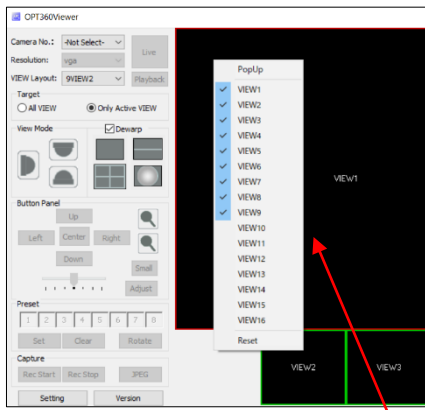 OPT360Viewer
Camera No.: -Not Select-
Live
Resolution: vga
VIEW Layout: 9VIEW2 Playback
Target
All VIEW Only Active VIEW
View Mode Dewarp
Button Panel
Up
Left Center Right
Down
Small
Adjust
Preset
1 2 3 4 5 6 7 8
Set Clear Rotate
Capture
Rec Start Rec Stop JPEG
Setting Version
PopUp
VIEW1
VIEW2
VIEW3
VIEW4
VIEW5
VIEW6
VIEW7
VIEW8
VIEW9
VIEW10
VIEW11
VIEW12
VIEW13
VIEW14
VIEW15
VIEW16
Reset
VIEW1
VIEW2 VIEW3